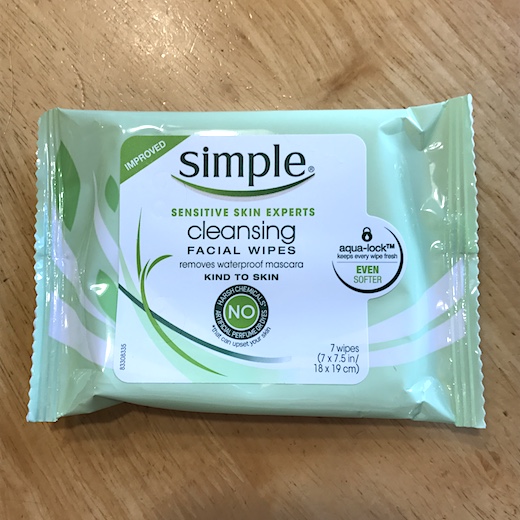 IMPROVED
simple®
SENSITIVE SKIN EXPERTS
cleansing
FACIAL WIPES
removes waterproof mascara
KIND TO SKIN
HARSH CHEMICALS*
NO
ARTIFICIAL PERFUME OR DYES
*that can upset your skin
aqua-lock™
keeps every wipe fresh
EVEN
SOFTER
7 wipes
(7 x 7.5 in/
18 x 19 cm)
83308335